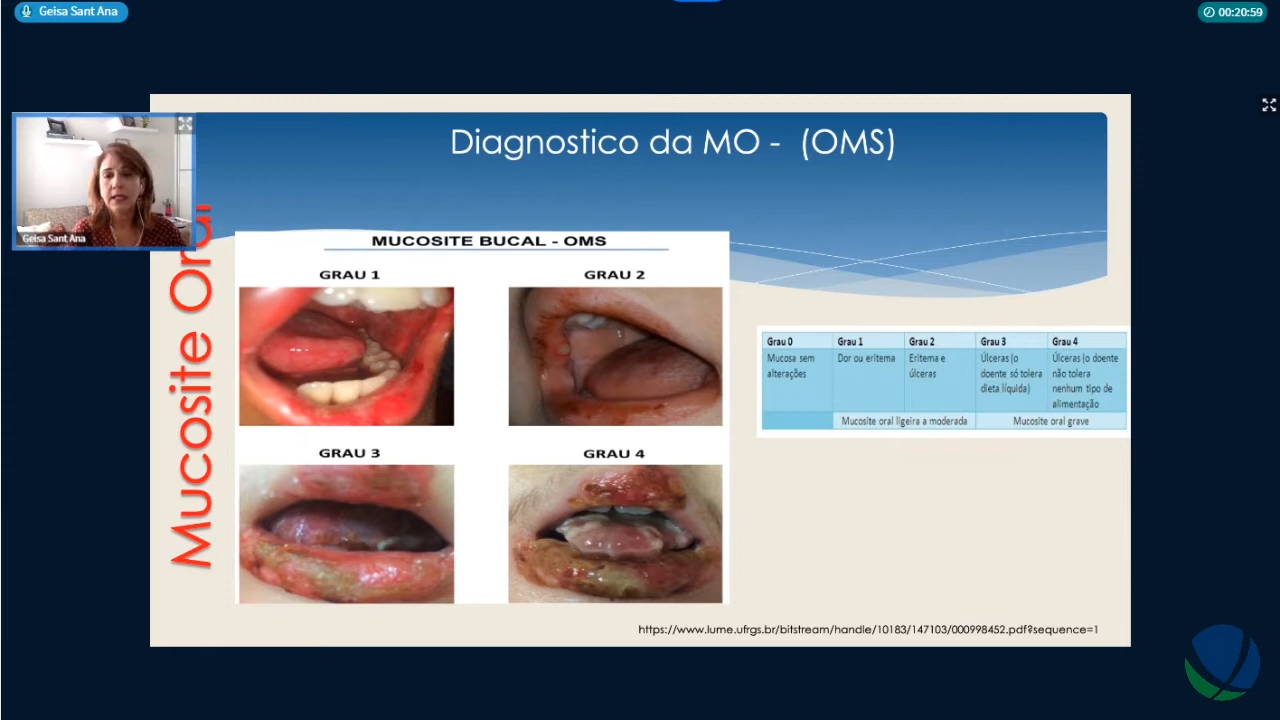 Geisa Sant Ana
00:20:59
Diagnostico da MO - (OMS)
Geisa Sant Ana
Mucosite Oral
MUCOSITE BUCAL - OMS
GRAU 1
GRAU 2
GRAU 3
GRAU 4
Grau 0
Mucosa sem
alterações
Grau 1
Dor ou eritema
Grau 2
Eritema e
úlceras
Grau 3
Úlceras (o
doente só tolera
dieta líquida)
Grau 4
Úlceras (o doente
não tolera
nenhum tipo de
alimentação
Mucosite oral ligeira a moderada
Mucosite oral grave
https://www.lume.ufrgs.br/bitstream/handle/10183/147103/000998452.pdf?sequence=1